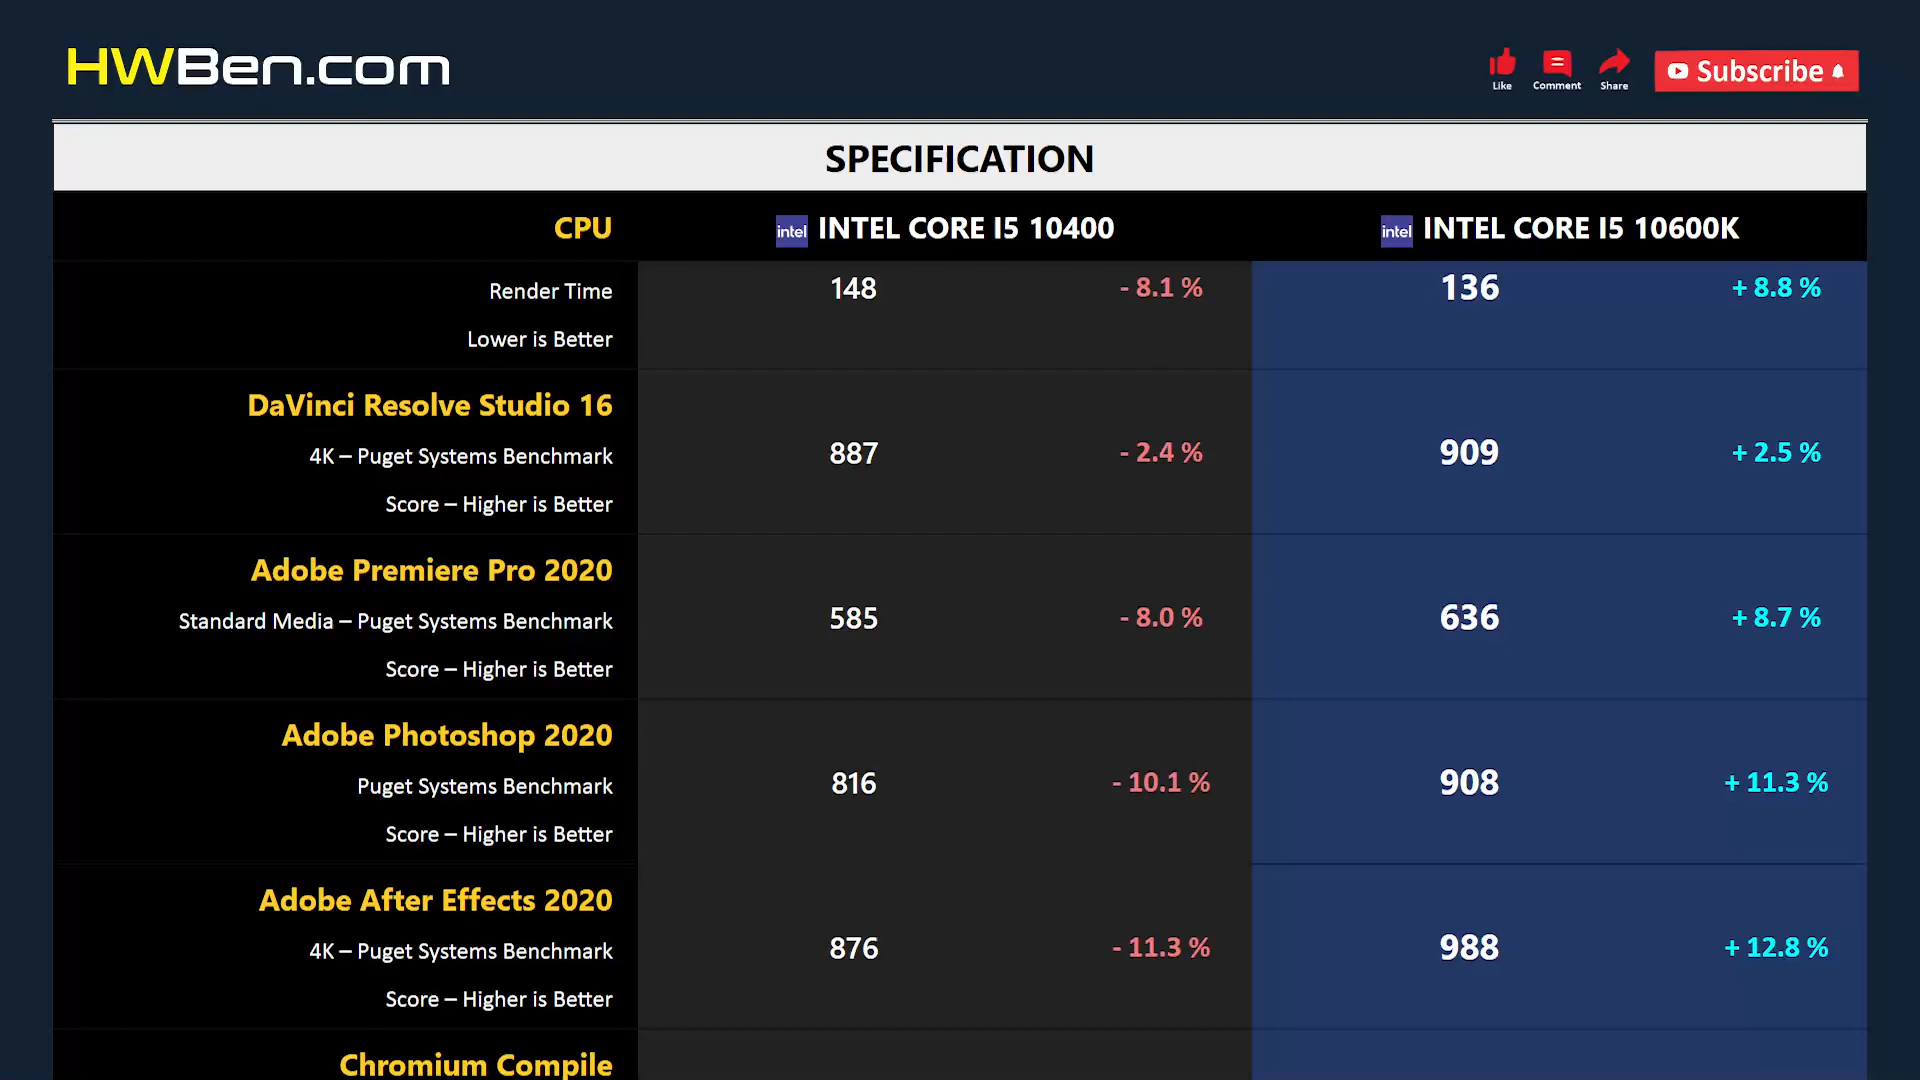 HWBen.com
Like Comment Share Subscribe
SPECIFICATION
CPU intel INTEL CORE I5 10400 intel INTEL CORE I5 10600K
Render Time 148 - 8.1 % 136 + 8.8 %
Lower is Better
DaVinci Resolve Studio 16
4K – Puget Systems Benchmark 887 - 2.4 % 909 + 2.5 %
Score – Higher is Better
Adobe Premiere Pro 2020
Standard Media – Puget Systems Benchmark 585 - 8.0 % 636 + 8.7 %
Score – Higher is Better
Adobe Photoshop 2020
Puget Systems Benchmark 816 - 10.1 % 908 + 11.3 %
Score – Higher is Better
Adobe After Effects 2020
4K – Puget Systems Benchmark 876 - 11.3 % 988 + 12.8 %
Score – Higher is Better
Chromium Compile